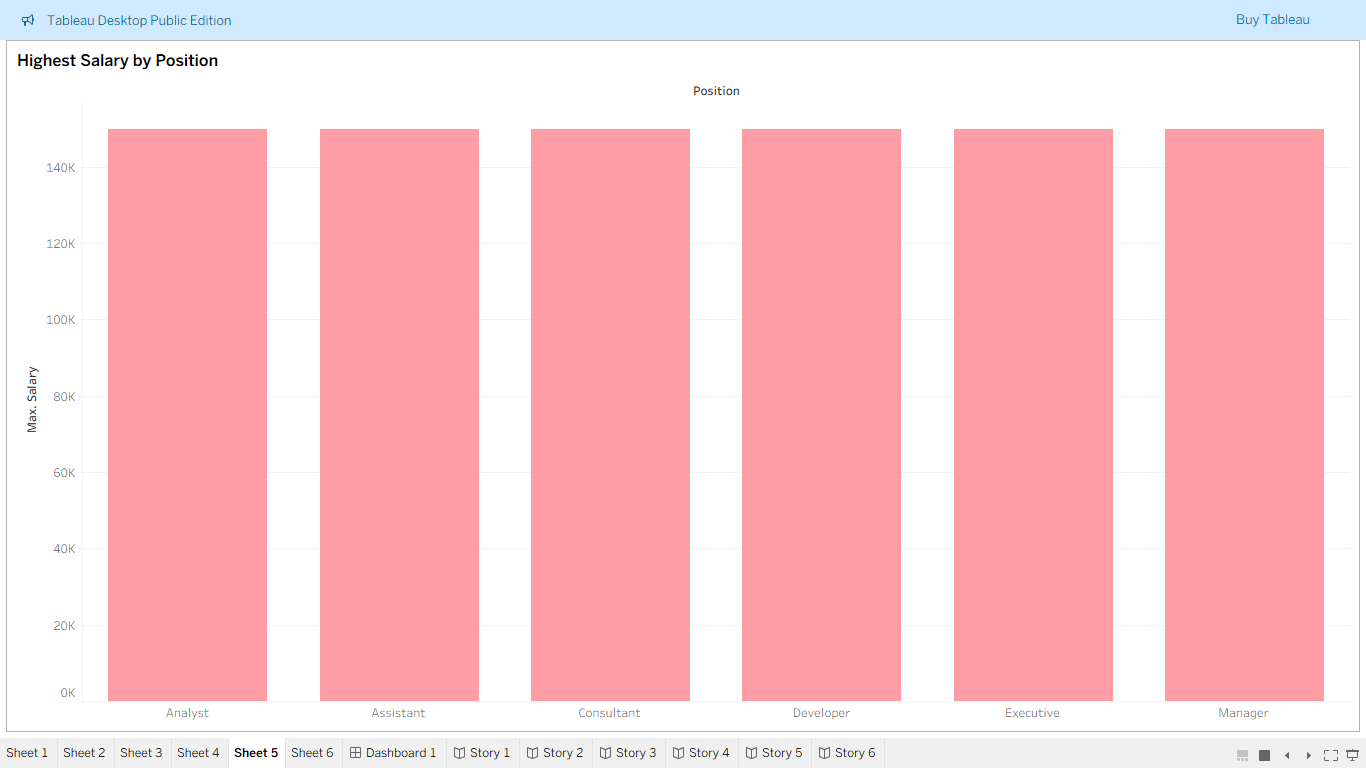 Tableau Desktop Public Edition
Buy Tableau
Highest Salary by Position
Position
140K
120K
100K
80K
60K
40K
20K
0K
Max. Salary
Analyst Assistant Consultant Developer Executive Manager
Sheet 1 Sheet 2 Sheet 3 Sheet 4 Sheet 5 Sheet 6 Dashboard 1 Story 1 Story 2 Story 3 Story 4 Story 5 Story 6